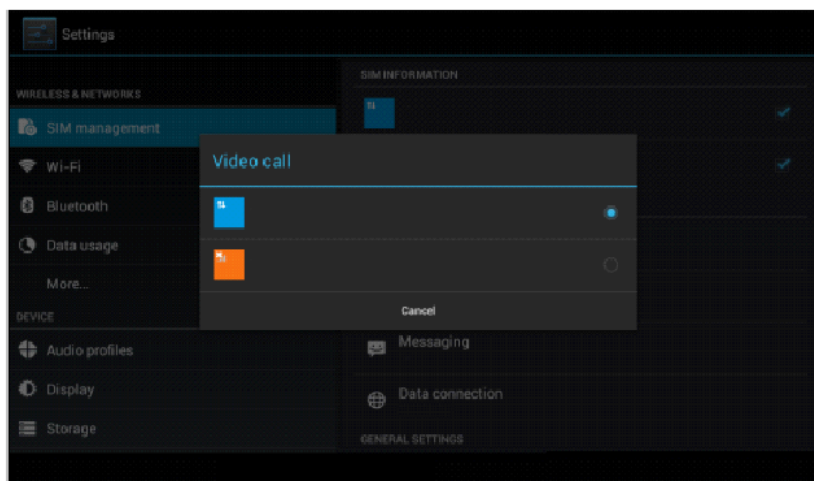 Settings
WIRELESS & NETWORKS
SIM management
Wi-Fi
Bluetooth
Data usage
More...
DEVICE
Audio profiles
Display
Storage
SIM INFORMATION
Video call
Cancel
Messaging
Data connection
GENERAL SETTINGS